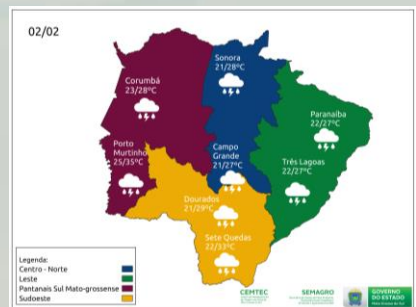 02/02
Sonora
21/28°C
Corumbá
23/28°C
Paranaíba
22/27°C
Porto
Murtinho
25/35°C
Campo
Grande
21/27°C
Três Lagoas
22/27°C
Dourados
21/29°C
Sete Quedas
22/33°C
Legenda:
Centro - Norte
Leste
Pantanais Sul Mato-grossense
Sudoeste
CEMTEC
SEMAGRO
GOVERNO
DO ESTADO